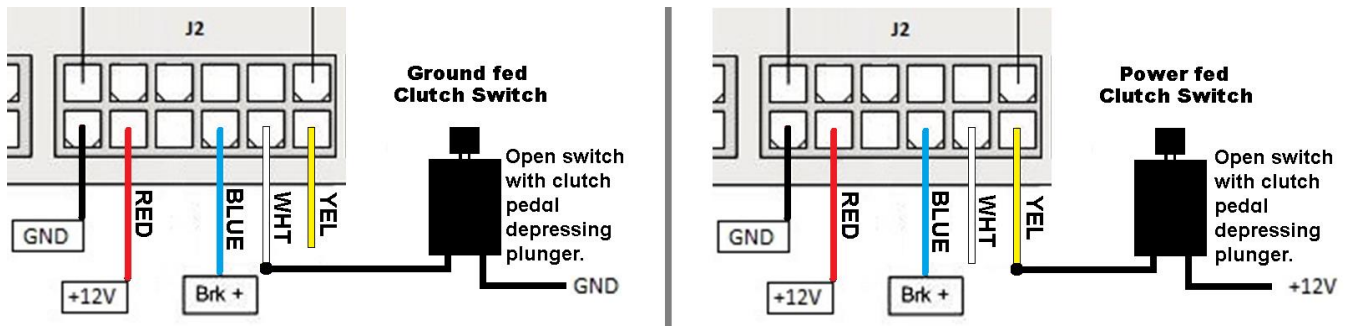 J2
Ground fed
Clutch Switch
Open switch
with clutch
pedal
depressing
plunger.
RED
BLUE
WHT
YEL
GND
+12V
Brk +
GND
J2
Power fed
Clutch Switch
Open switch
with clutch
pedal
depressing
plunger.
RED
BLUE
WHT
YEL
GND
+12V
Brk +
+12V